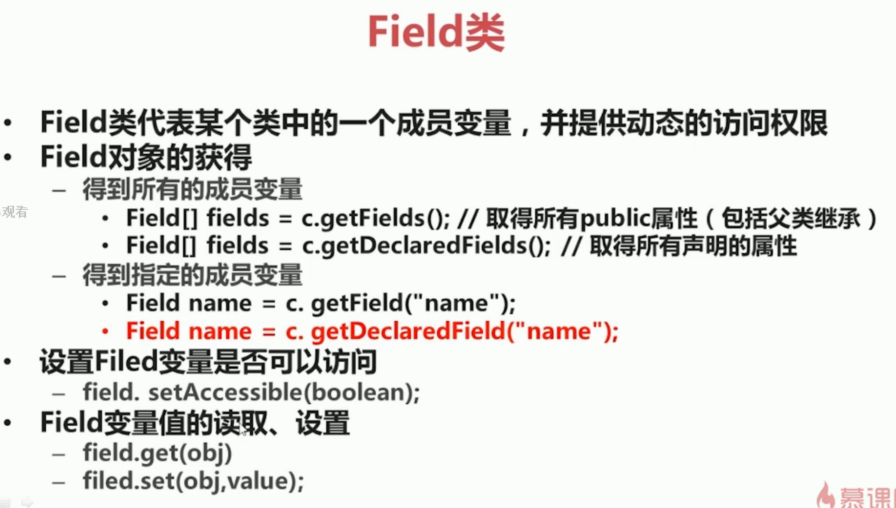 Field类
• Field类代表某个类中的一个成员变量，并提供动态的访问权限
• Field对象的获得
– 得到所有的成员变量
观看
• Field[] fields = c.getFields(); // 取得所有public属性（包括父类继承）
• Field[] fields = c.getDeclaredFields(); // 取得所有声明的属性
– 得到指定的成员变量
• Field name = c. getField("name");
• Field name = c. getDeclaredField("name");
• 设置Filed变量是否可以访问
– field. setAccessible(boolean);
• Field变量值的读取、设置
– field.get(obj)
– filed.set(obj,value);
慕课